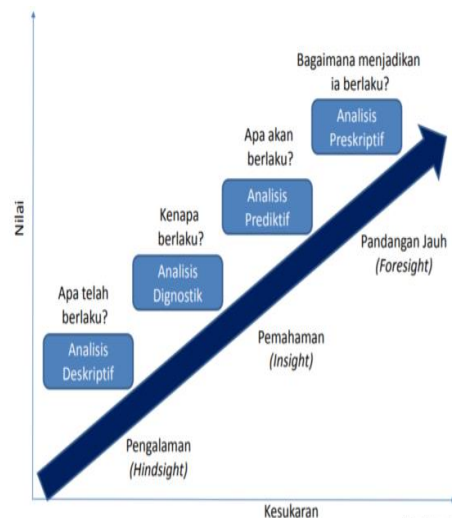 Bagaimana menjadikan
ia berlaku?
Analisis
Preskriptif
Apa akan
berlaku?
Analisis
Prediktif
Kenapa
berlaku?
Analisis
Dignostik
Apa telah
berlaku?
Analisis
Deskriptif
Pandangan Jauh
(Foresight)
Pemahaman
(Insight)
Pengalaman
(Hindsight)
Nilai
Kesukaran